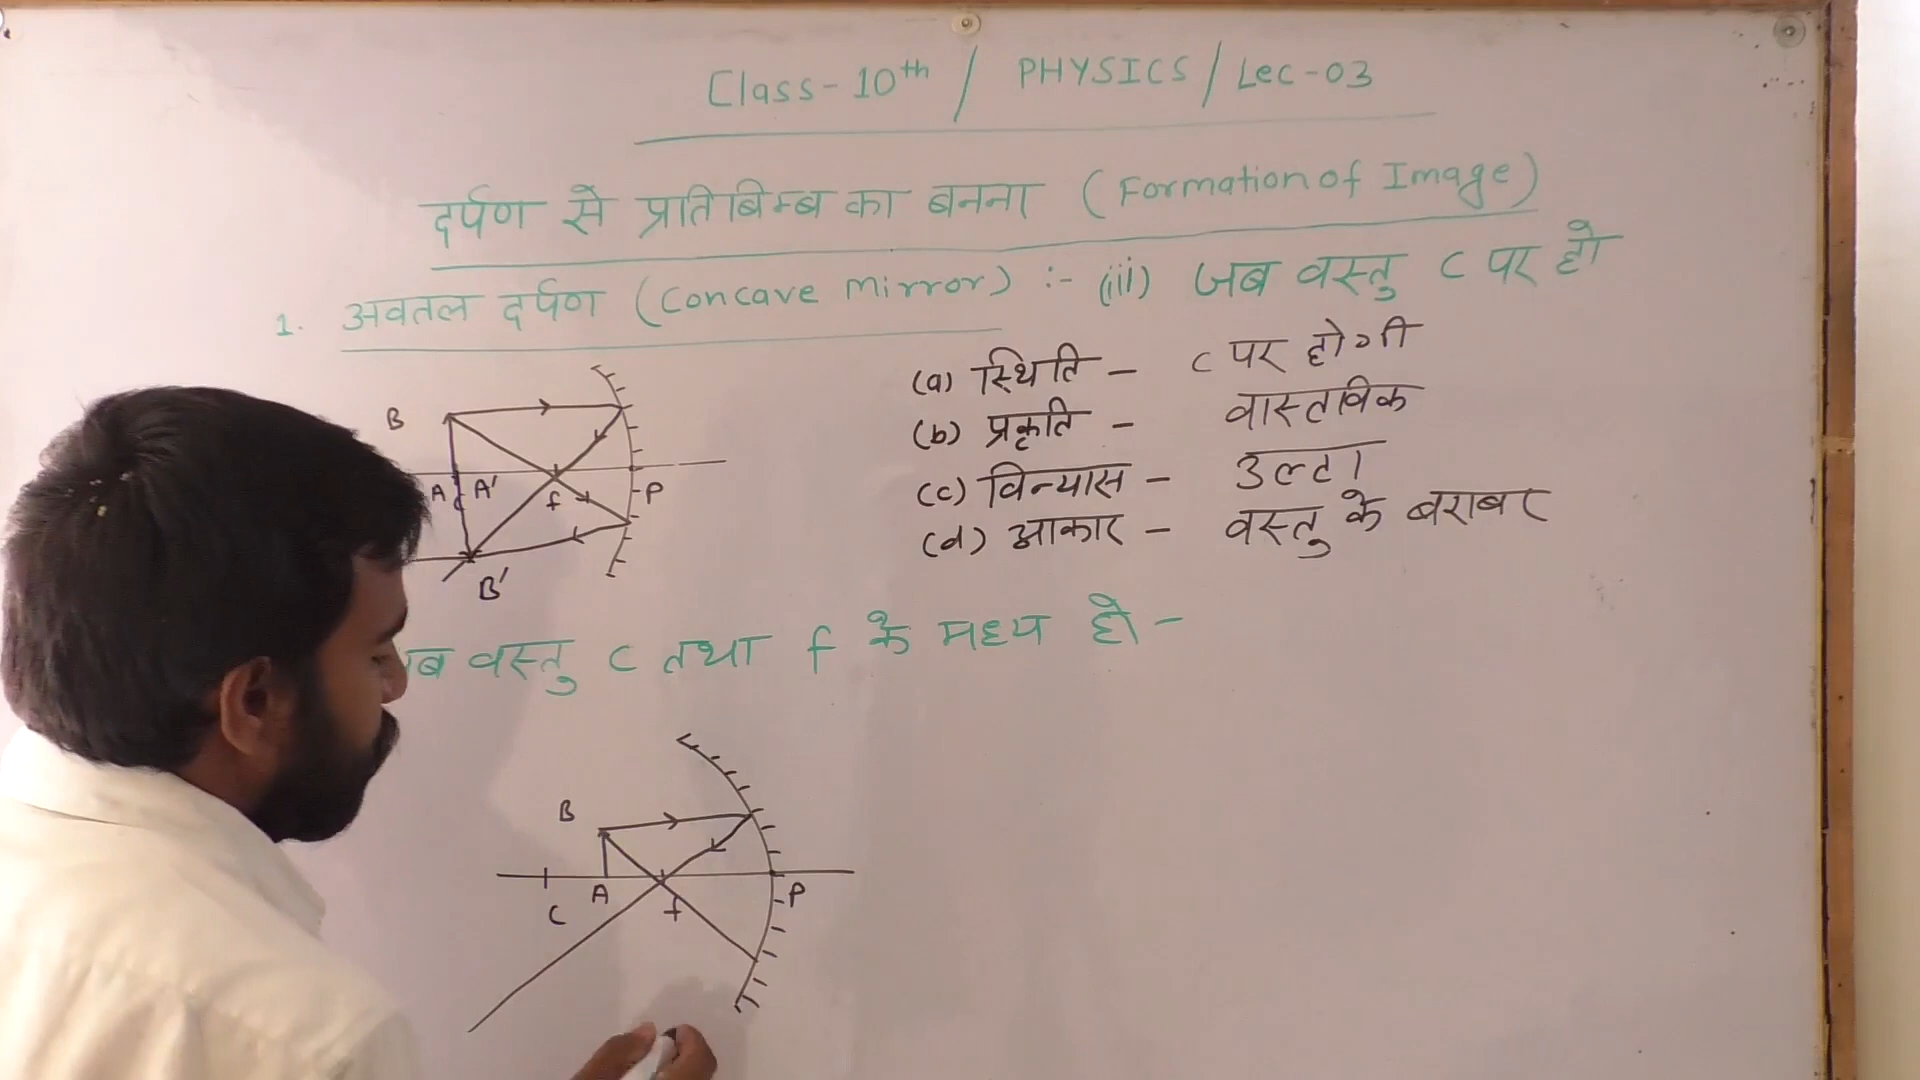 Class-10th / PHYSICS / Lec-03
दर्पण से प्रतिबिम्ब का बनना (Formation of Image)
1. अवतल दर्पण (Concave Mirror) :- (iii) जब वस्तु C पर हो
(a) स्थिति - C पर होगी
(b) प्रकृति - वास्तविक
(c) विन्यास - उल्टा
(d) आकार - वस्तु के बराबर
B
A
A'
f
P
B'
वस्तु C तथा f के मध्य हो -
B
A
C
f
P